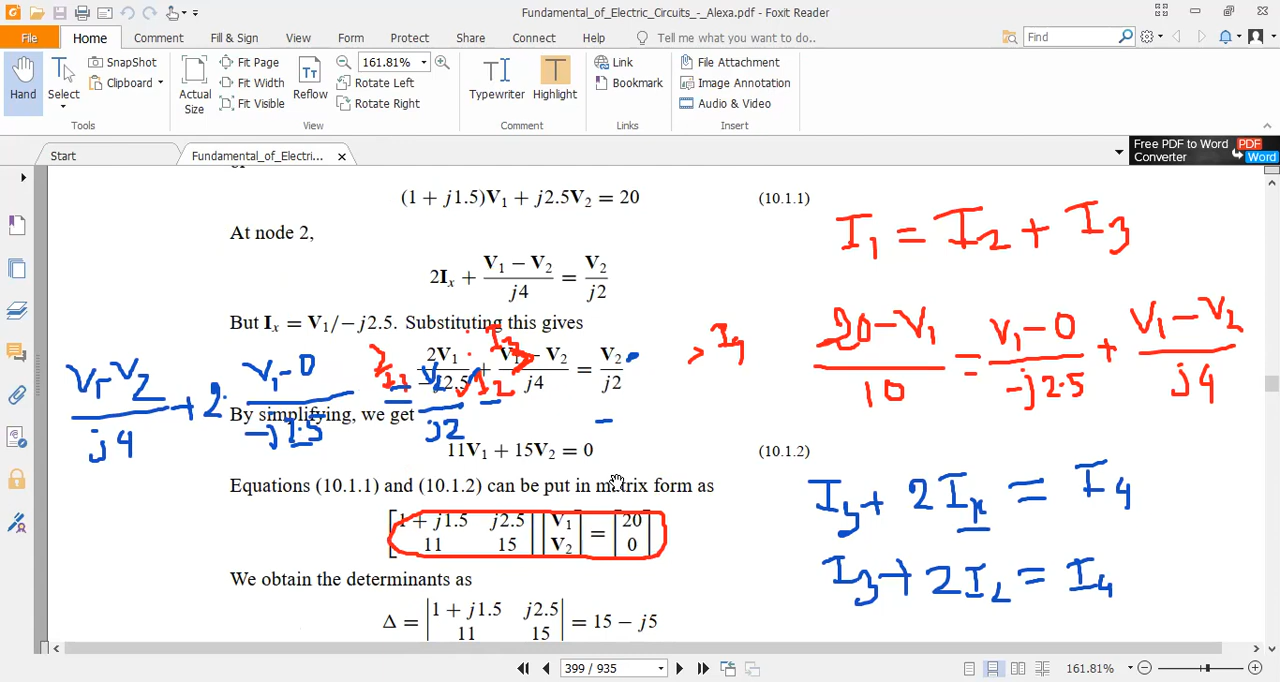 Fundamental_of_Electric_Circuits_-_Alexa.pdf - Foxit Reader
File Home Comment Fill & Sign View Form Protect Share Connect Help Tell me what you want to do.. Find
Hand Select SnapShot Clipboard Actual Size Fit Page Fit Width Fit Visible Reflow 161.81% Rotate Left Rotate Right Typewriter Highlight Link Bookmark File Attachment Image Annotation Audio & Video
Tools View Comment Links Insert
Start Fundamental_of_Electri...
Free PDF to Word Converter PDF Word
(1 + j1.5)V₁ + j2.5V₂ = 20 (10.1.1)
I₁ = I₂ + I₃
At node 2,
2Iₓ + (V₁ − V₂)/j4 = V₂/j2
But Iₓ = V₁/−j2.5. Substituting this gives
(20 − V₁)/10 = (V₁ − 0)/−j2.5 + (V₁ − V₂)/j4
2V₁/−j2.5 + (V₁ − V₂)/j4 = V₂/j2
(V₁ − V₂)/j4 + 2·(V₁ − 0)/−j2.5 =
By simplifying, we get
11V₁ + 15V₂ = 0 (10.1.2)
Equations (10.1.1) and (10.1.2) can be put in matrix form as
I₃ + 2Iₓ = I₄
[1 + j1.5 j2.5] [V₁] = [20]
[11 15] [V₂] [0]
We obtain the determinants as
I₃ + 2I₂ = I₄
Δ = |1 + j1.5 j2.5| = 15 − j5
|11 15|
399 / 935 161.81%